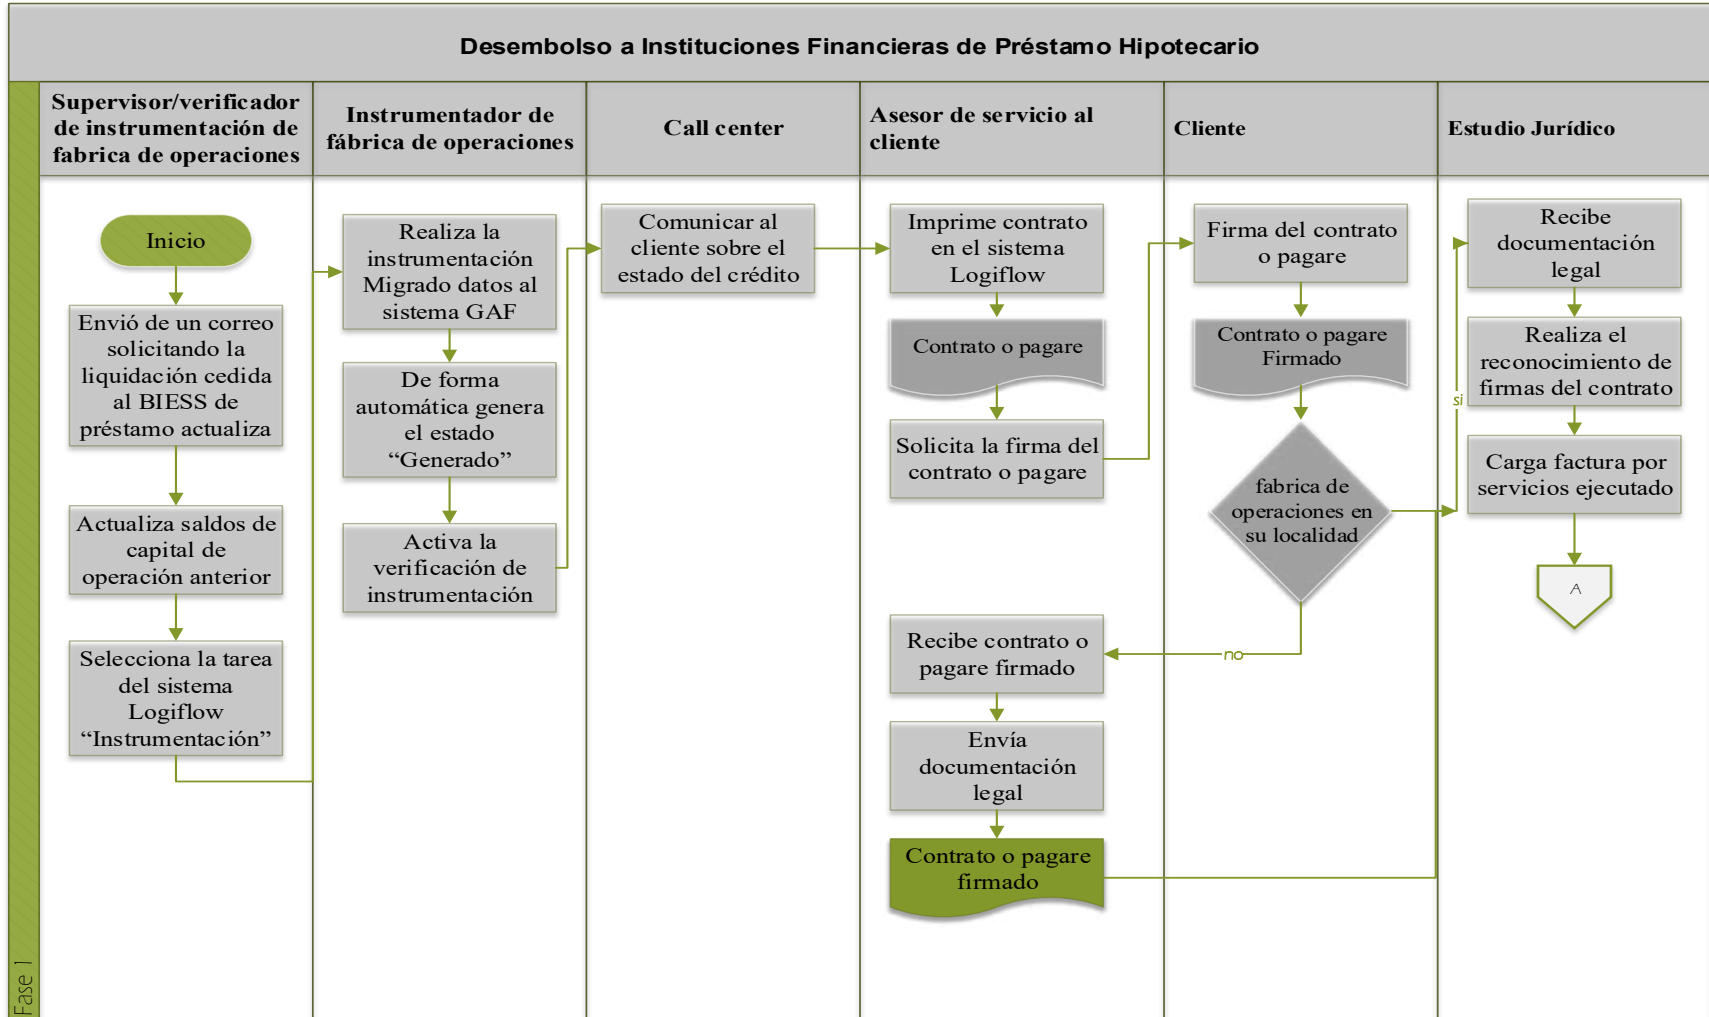 Desembolso a Instituciones Financieras de Préstamo Hipotecario
Supervisor/verificador
de instrumentación de
fabrica de operaciones
Instrumentador de
fábrica de operaciones
Call center
Asesor de servicio al
cliente
Cliente
Estudio Jurídico
Inicio
Envió de un correo
solicitando la
liquidación cedida
al BIESS de
préstamo actualiza
Actualiza saldos de
capital de
operación anterior
Selecciona la tarea
del sistema
Logiflow
“Instrumentación”
Realiza la
instrumentación
Migrado datos al
sistema GAF
De forma
automática genera
el estado
“Generado”
Activa la
verificación de
instrumentación
Comunicar al
cliente sobre el
estado del crédito
Imprime contrato
en el sistema
Logiflow
Contrato o pagare
Solicita la firma del
contrato o pagare
Recibe contrato o
pagare firmado
Envía
documentación
legal
Contrato o pagare
firmado
Firma del contrato
o pagare
Contrato o pagare
Firmado
fabrica de
operaciones en
su localidad
no
si
Recibe
documentación
legal
Realiza el
reconocimiento de
firmas del contrato
Carga factura por
servicios ejecutado
A
Fase 1